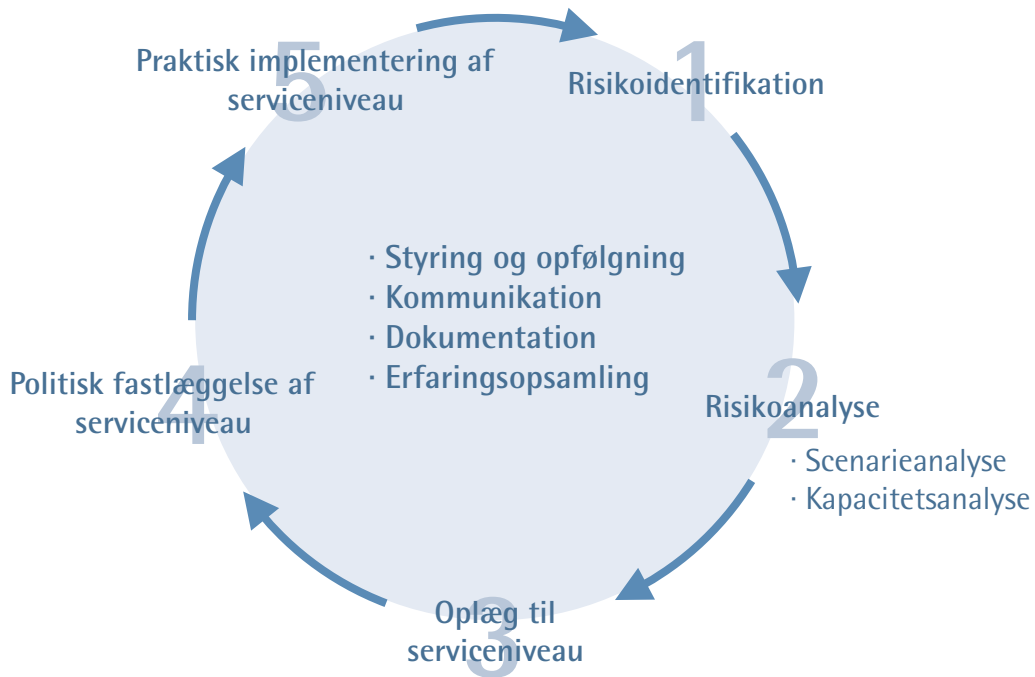 1
Risikoidentifikation
2
Risikoanalyse
· Scenarieanalyse
· Kapacitetsanalyse
3
Oplæg til
serviceniveau
4
Politisk fastlæggelse af
serviceniveau
5
Praktisk implementering af
serviceniveau
· Styring og opfølgning
· Kommunikation
· Dokumentation
· Erfaringsopsamling